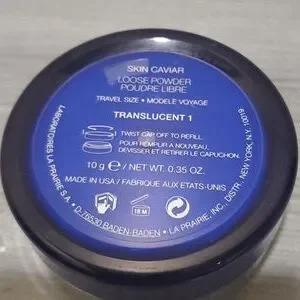 SKIN CAVIAR
LOOSE POWDER
POUDRE LIBRE
TRAVEL SIZE • MODELE VOYAGE
TRANSLUCENT 1
TWIST CAP OFF TO REFILL.
POUR REMPLIR A NOUVEAU,
DEVISSER ET RETIRER LE CAPUCHON.
10 g ℮ / NET WT. 0.35 OZ.
MADE IN USA / FABRIQUE AUX ETATS-UNIS
18 M
LABORATOIRES LA PRAIRIE S.A. • D-76530 BADEN-BADEN • LA PRAIRIE, INC., DISTR. NEW YORK, N.Y. 10019